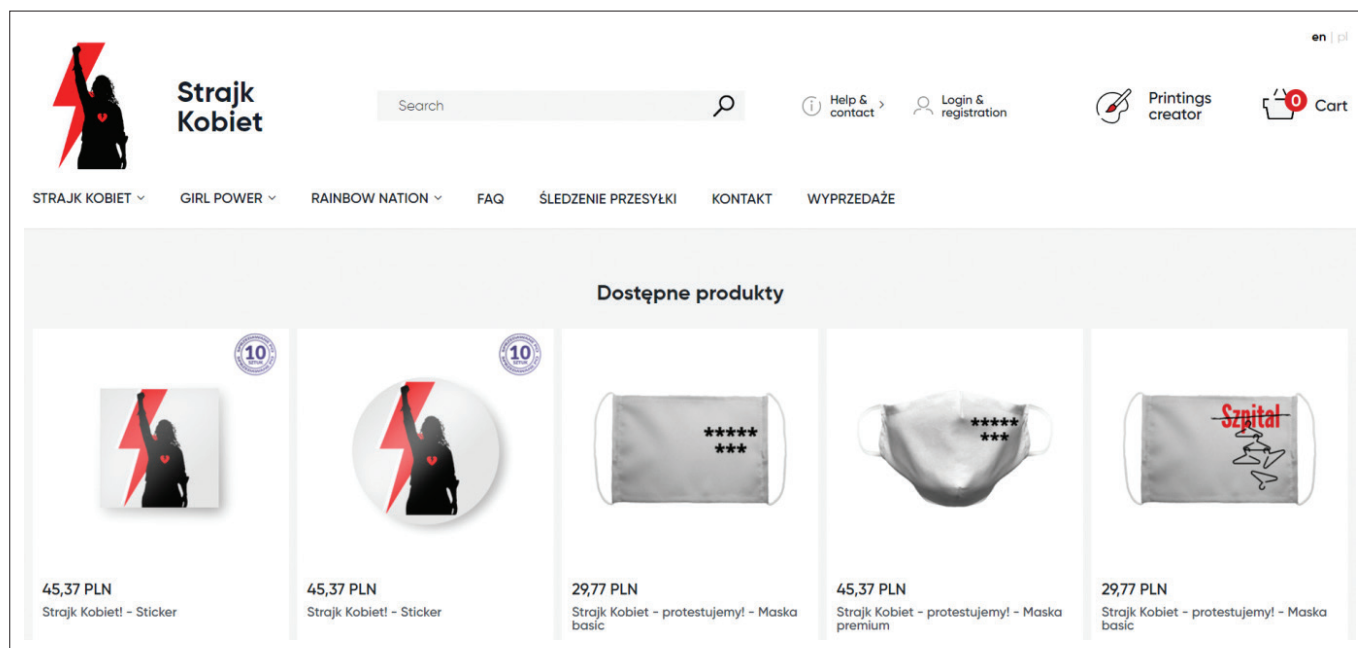 en | pl
Strajk
Kobiet
Search
Help &
contact
Login &
registration
Printings
creator
0
Cart
STRAJK KOBIET
GIRL POWER
RAINBOW NATION
FAQ
ŚLEDZENIE PRZESYŁKI
KONTAKT
WYPRZEDAŻE
Dostępne produkty
10
SZTUK
10
SZTUK
*****
***
*****
***
Szpital
45,37 PLN
Strajk Kobiet! - Sticker
45,37 PLN
Strajk Kobiet! - Sticker
29,77 PLN
Strajk Kobiet - protestujemy! - Maska
basic
45,37 PLN
Strajk Kobiet - protestujemy! - Maska
premium
29,77 PLN
Strajk Kobiet - protestujemy! - Maska
basic